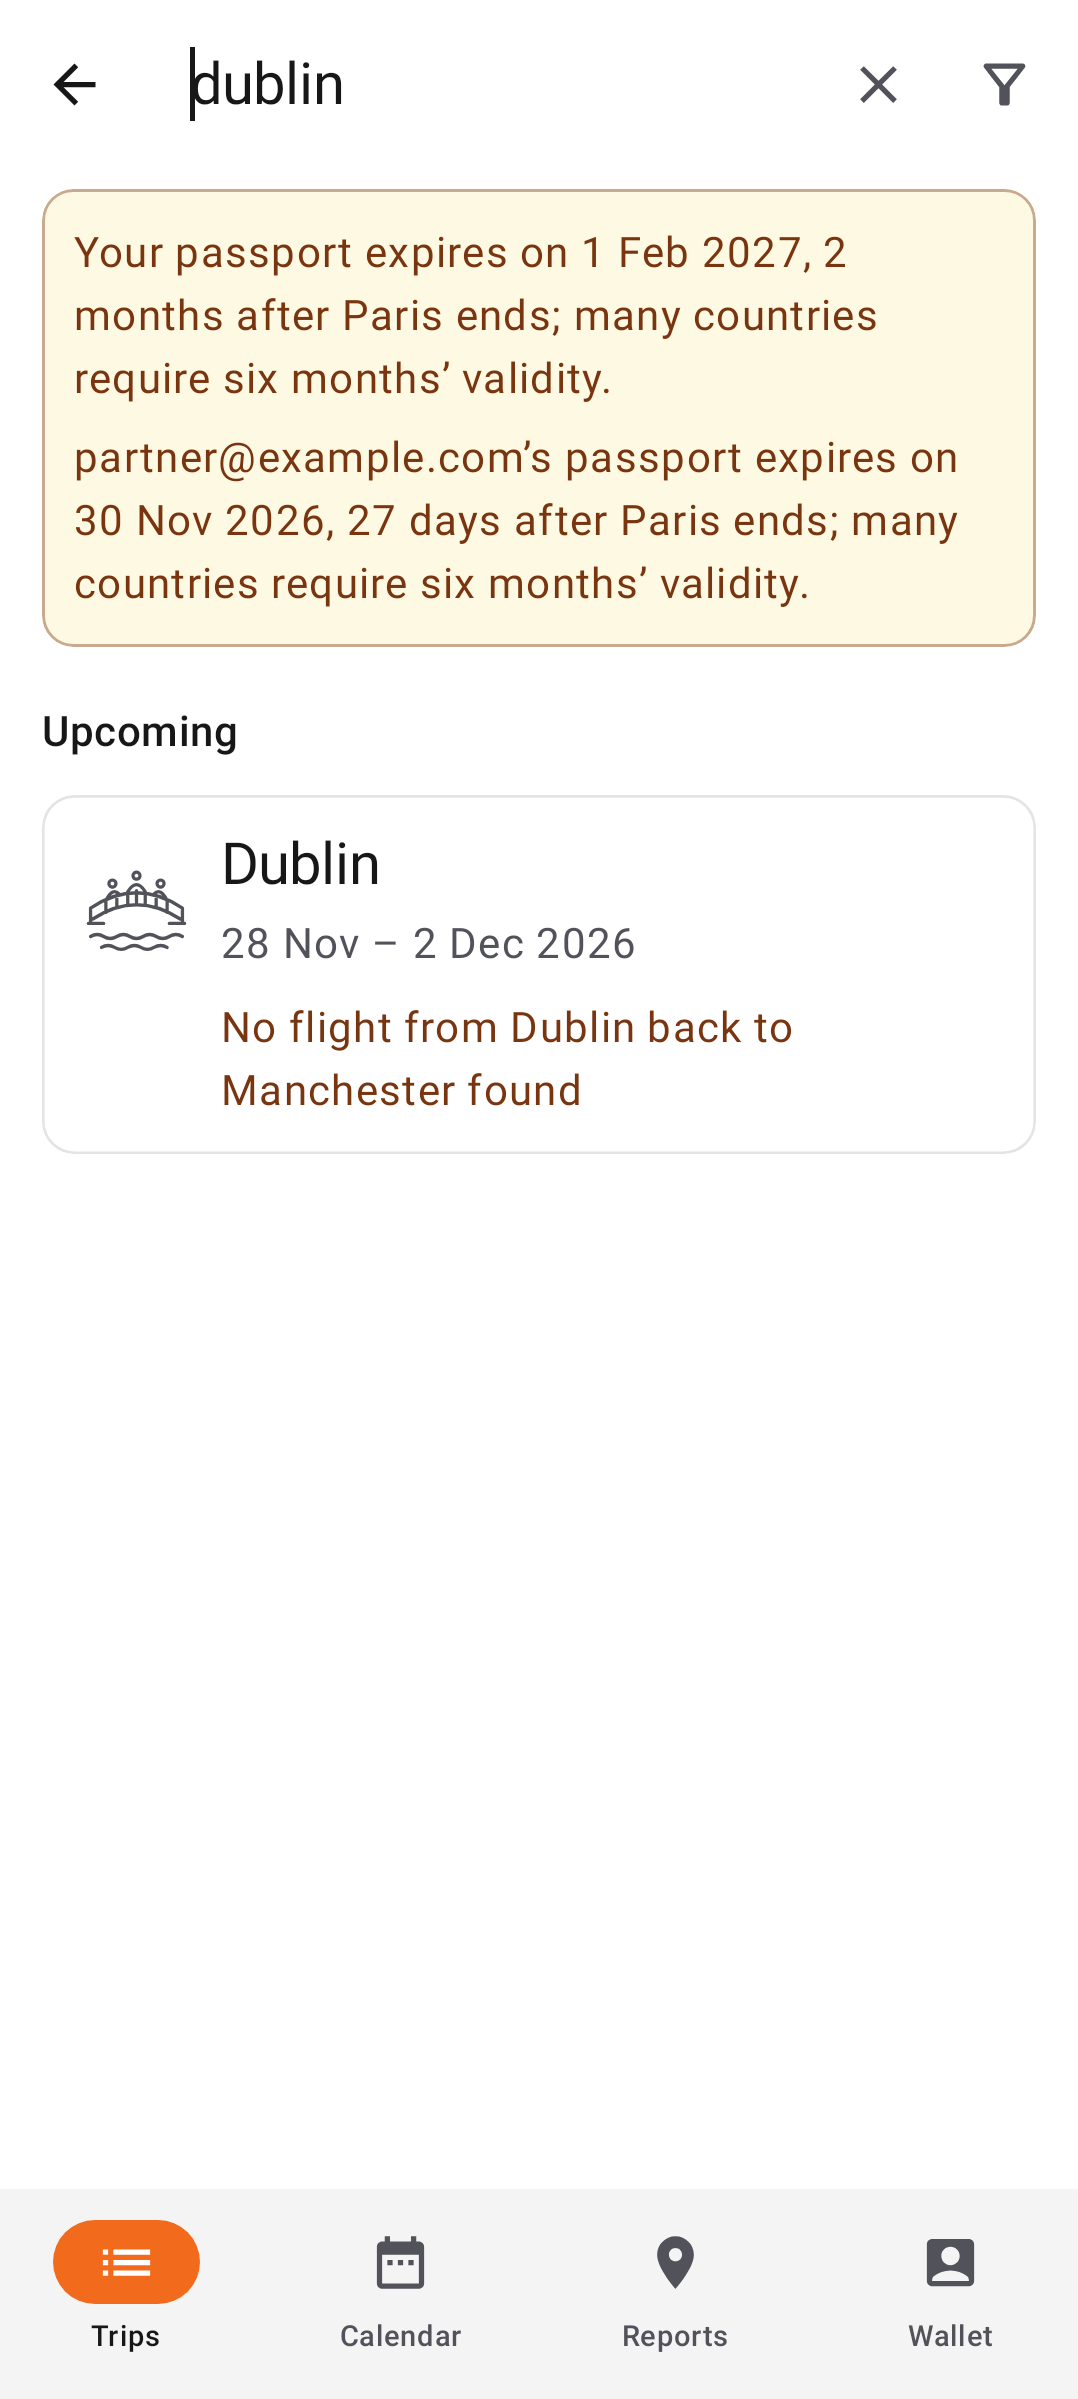 dublin
Your passport expires on 1 Feb 2027, 2
months after Paris ends; many countries
require six months’ validity.
partner@example.com’s passport expires on
30 Nov 2026, 27 days after Paris ends; many
countries require six months’ validity.
Upcoming
Dublin
28 Nov – 2 Dec 2026
No flight from Dublin back to
Manchester found
Trips
Calendar
Reports
Wallet